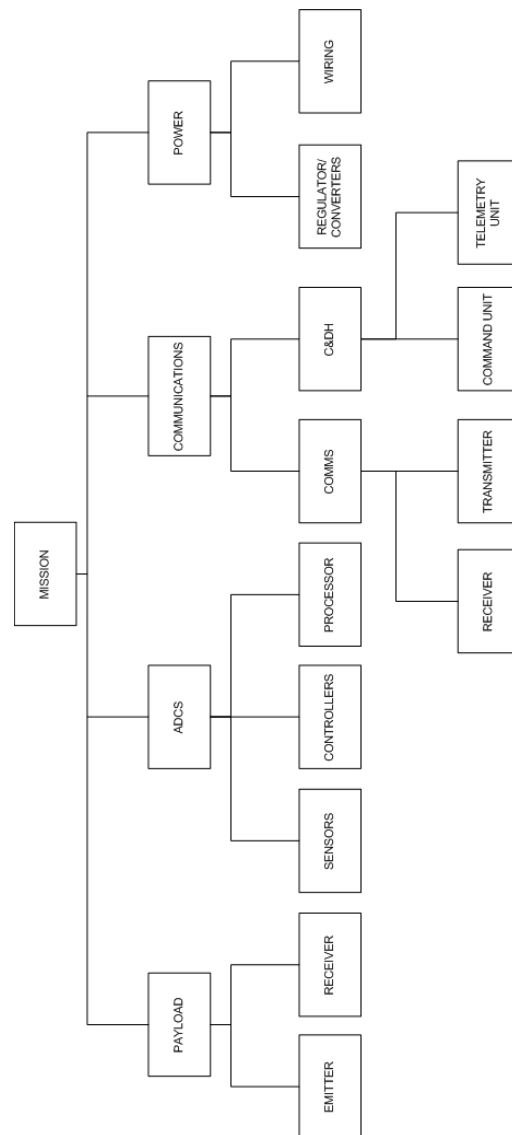 MISSION
PAYLOAD
ADCS
COMMUNICATIONS
POWER
EMITTER
RECEIVER
SENSORS
CONTROLLERS
PROCESSOR
COMMS
C&DH
REGULATOR/
CONVERTERS
WIRING
RECEIVER
TRANSMITTER
COMMAND UNIT
TELEMETRY
UNIT